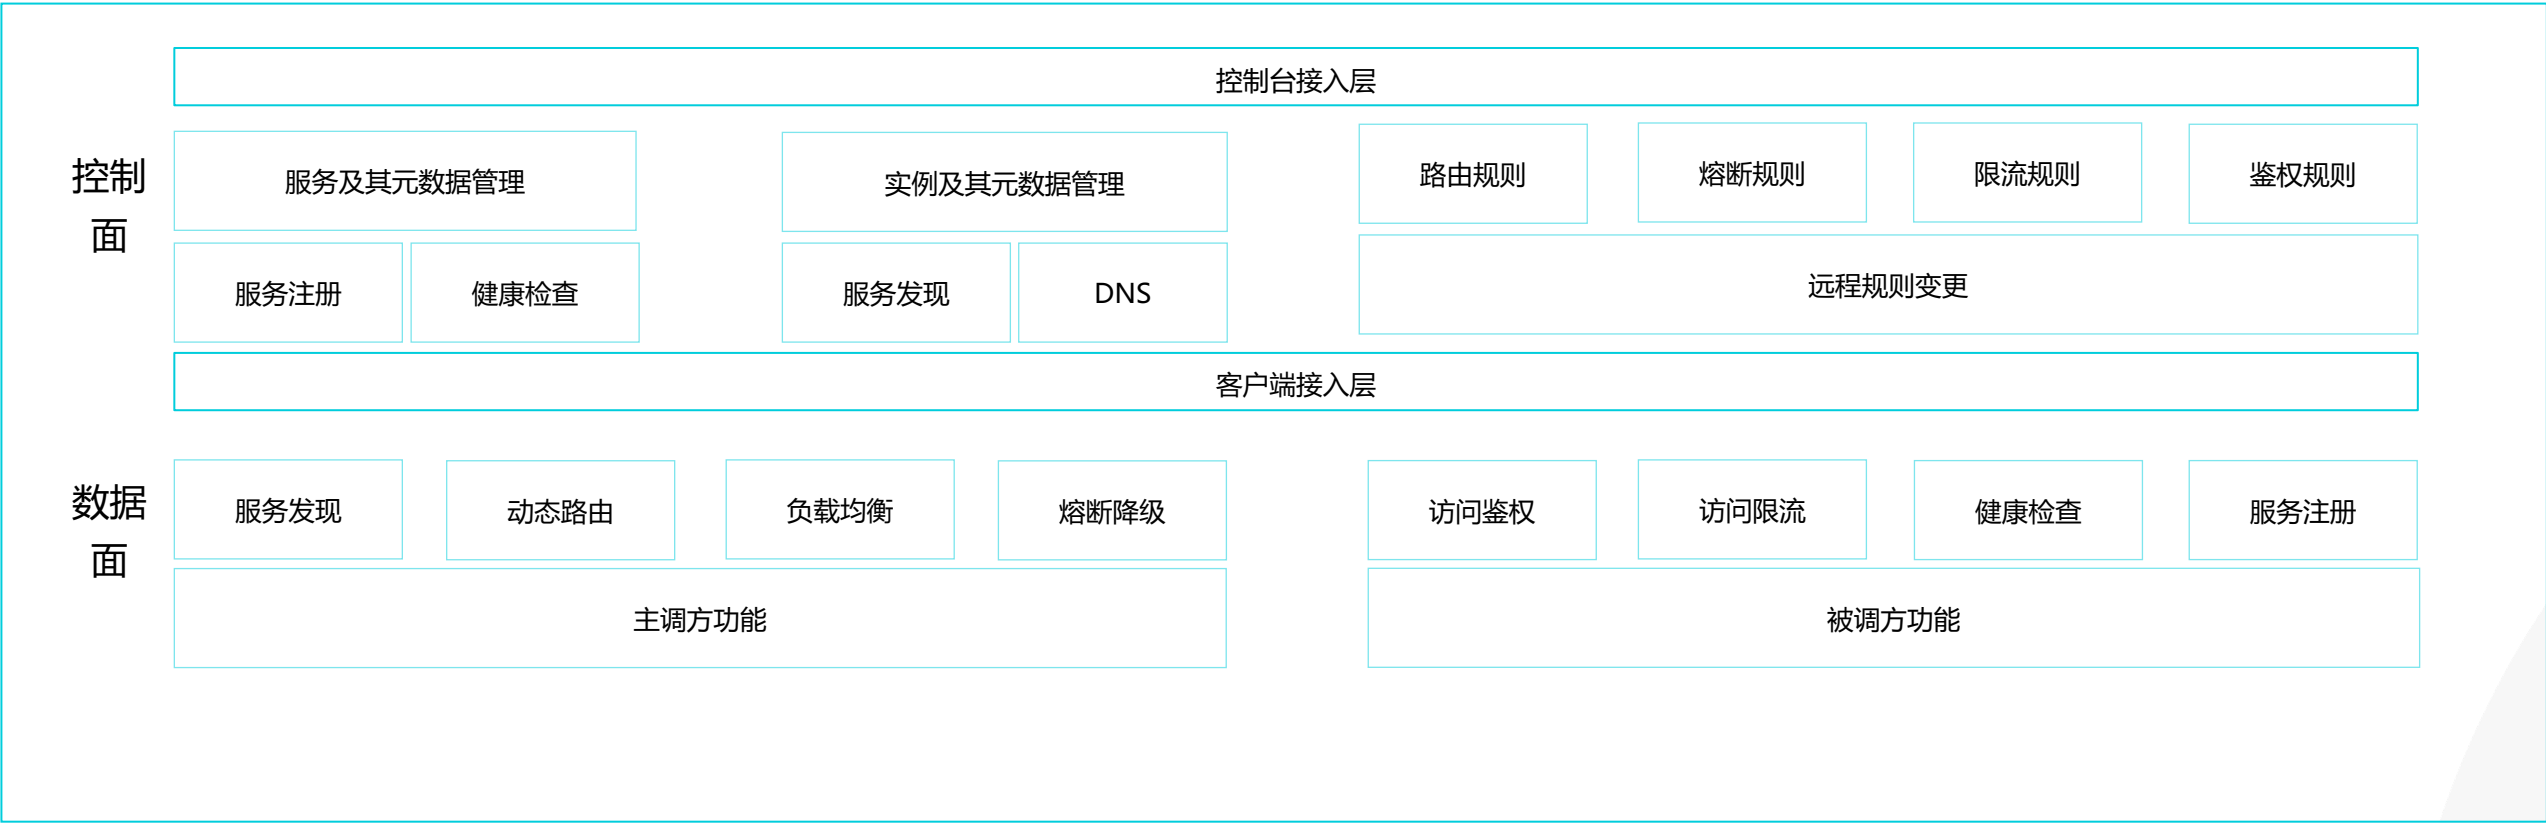 控制台接入层
控制
面
服务及其元数据管理
实例及其元数据管理
路由规则
熔断规则
限流规则
鉴权规则
服务注册
健康检查
服务发现
DNS
远程规则变更
客户端接入层
数据
面
服务发现
动态路由
负载均衡
熔断降级
访问鉴权
访问限流
健康检查
服务注册
主调方功能
被调方功能